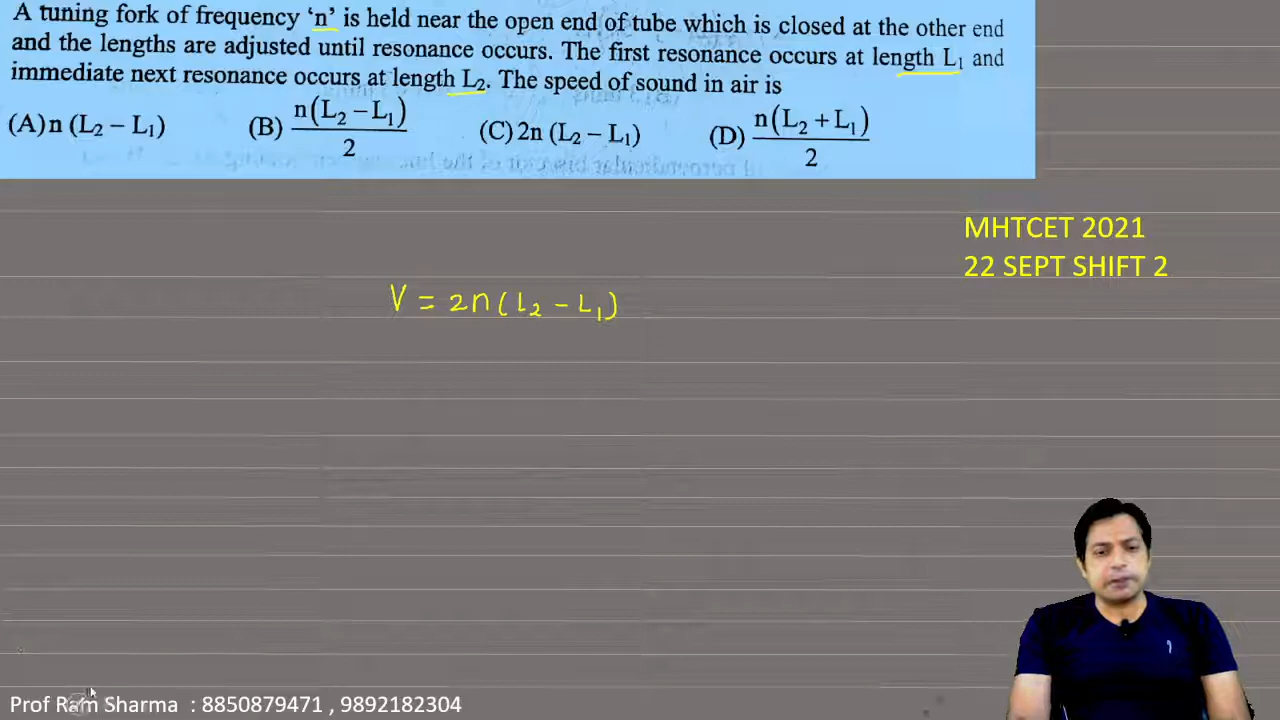 A tuning fork of frequency ‘n’ is held near the open end of tube which is closed at the other end
and the lengths are adjusted until resonance occurs. The first resonance occurs at length L₁ and
immediate next resonance occurs at length L₂. The speed of sound in air is
(A) n (L₂ – L₁) (B) n(L₂ – L₁)/2 (C) 2n (L₂ – L₁) (D) n(L₂ + L₁)/2
MHTCET 2021
22 SEPT SHIFT 2
V = 2n(L₂ – L₁)
Prof Ram Sharma : 8850879471 , 9892182304